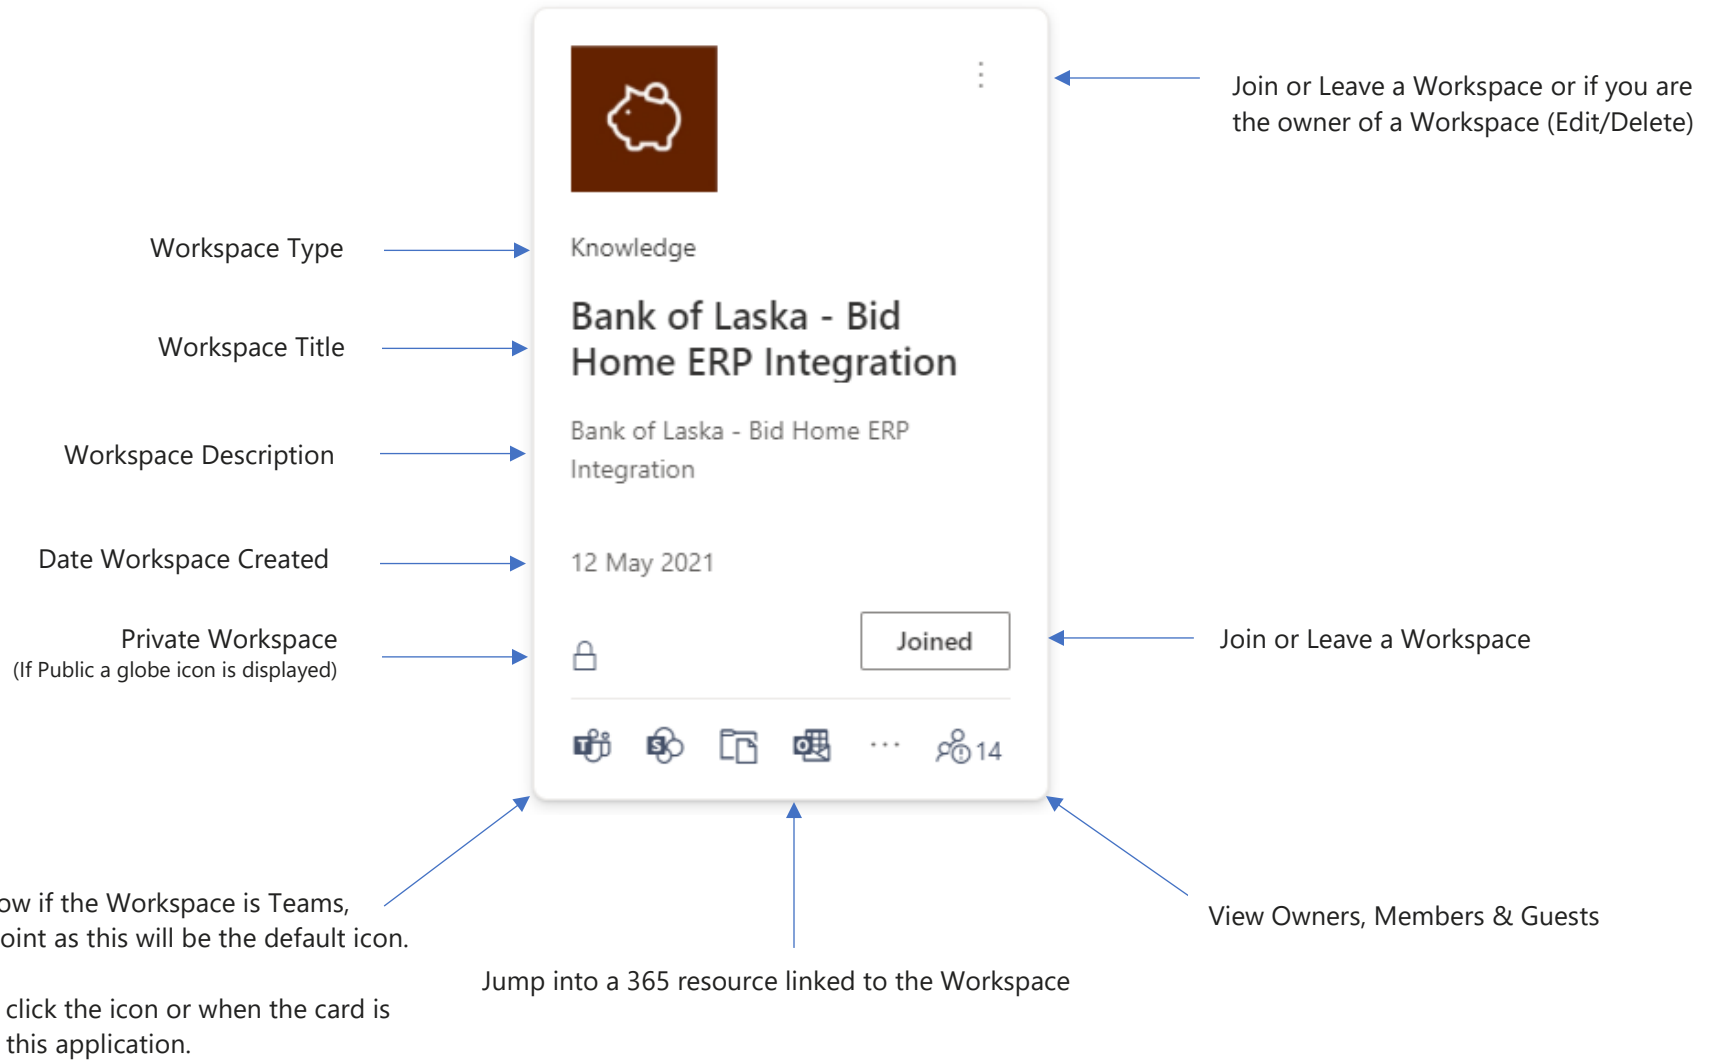 Join or Leave a Workspace or if you are
the owner of a Workspace (Edit/Delete)
Workspace Type
Knowledge
Workspace Title
Bank of Laska - Bid
Home ERP Integration
Workspace Description
Bank of Laska - Bid Home ERP
Integration
Date Workspace Created
12 May 2021
Private Workspace
(If Public a globe icon is displayed)
Joined
Join or Leave a Workspace
14
if the Workspace is Teams,
as this will be the default icon.
click the icon or when the card is
this application.
Jump into a 365 resource linked to the Workspace
View Owners, Members & Guests